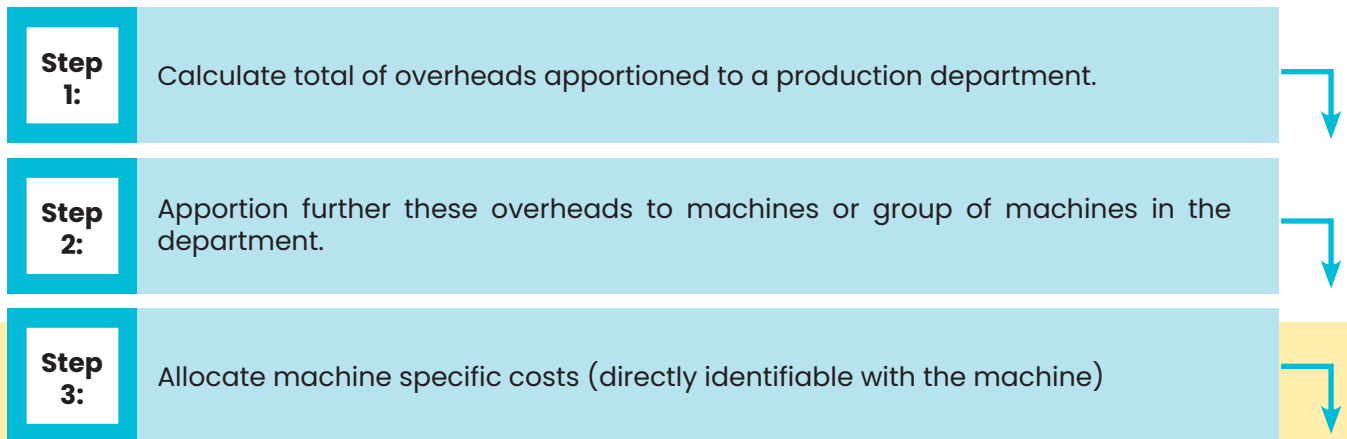 Step
1:
Calculate total of overheads apportioned to a production department.
Step
2:
Apportion further these overheads to machines or group of machines in the
department.
Step
3:
Allocate machine specific costs (directly identifiable with the machine)